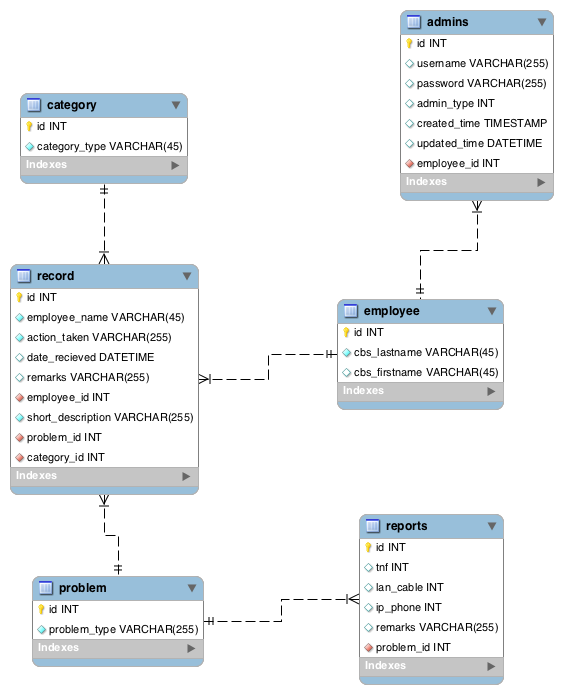 admins
id INT
username VARCHAR(255)
password VARCHAR(255)
admin_type INT
created_time TIMESTAMP
updated_time DATETIME
employee_id INT
Indexes
category
id INT
category_type VARCHAR(45)
Indexes
record
id INT
employee_name VARCHAR(45)
action_taken VARCHAR(255)
date_recieved DATETIME
remarks VARCHAR(255)
employee_id INT
short_description VARCHAR(255)
problem_id INT
category_id INT
Indexes
employee
id INT
cbs_lastname VARCHAR(45)
cbs_firstname VARCHAR(45)
Indexes
reports
id INT
tnf INT
lan_cable INT
ip_phone INT
remarks VARCHAR(255)
problem_id INT
Indexes
problem
id INT
problem_type VARCHAR(255)
Indexes